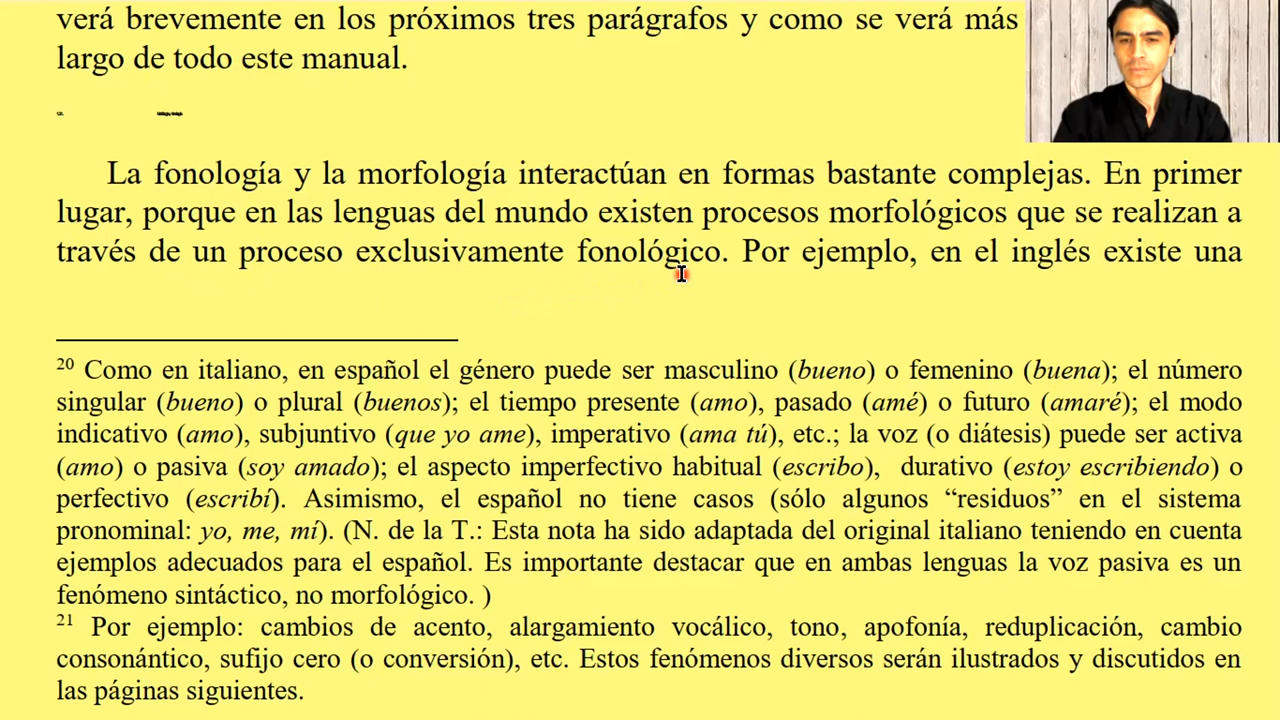 verá brevemente en los próximos tres parágrafos y como se verá más
largo de todo este manual.
La fonología y la morfología interactúan en formas bastante complejas. En primer
lugar, porque en las lenguas del mundo existen procesos morfológicos que se realizan a
través de un proceso exclusivamente fonológico. Por ejemplo, en el inglés existe una
20 Como en italiano, en español el género puede ser masculino (bueno) o femenino (buena); el número
singular (bueno) o plural (buenos); el tiempo presente (amo), pasado (amé) o futuro (amaré); el modo
indicativo (amo), subjuntivo (que yo ame), imperativo (ama tú), etc.; la voz (o diátesis) puede ser activa
(amo) o pasiva (soy amado); el aspecto imperfectivo habitual (escribo), durativo (estoy escribiendo) o
perfectivo (escribí). Asimismo, el español no tiene casos (sólo algunos “residuos” en el sistema
pronominal: yo, me, mí). (N. de la T.: Esta nota ha sido adaptada del original italiano teniendo en cuenta
ejemplos adecuados para el español. Es importante destacar que en ambas lenguas la voz pasiva es un
fenómeno sintáctico, no morfológico. )
21 Por ejemplo: cambios de acento, alargamiento vocálico, tono, apofonía, reduplicación, cambio
consonántico, sufijo cero (o conversión), etc. Estos fenómenos diversos serán ilustrados y discutidos en
las páginas siguientes.